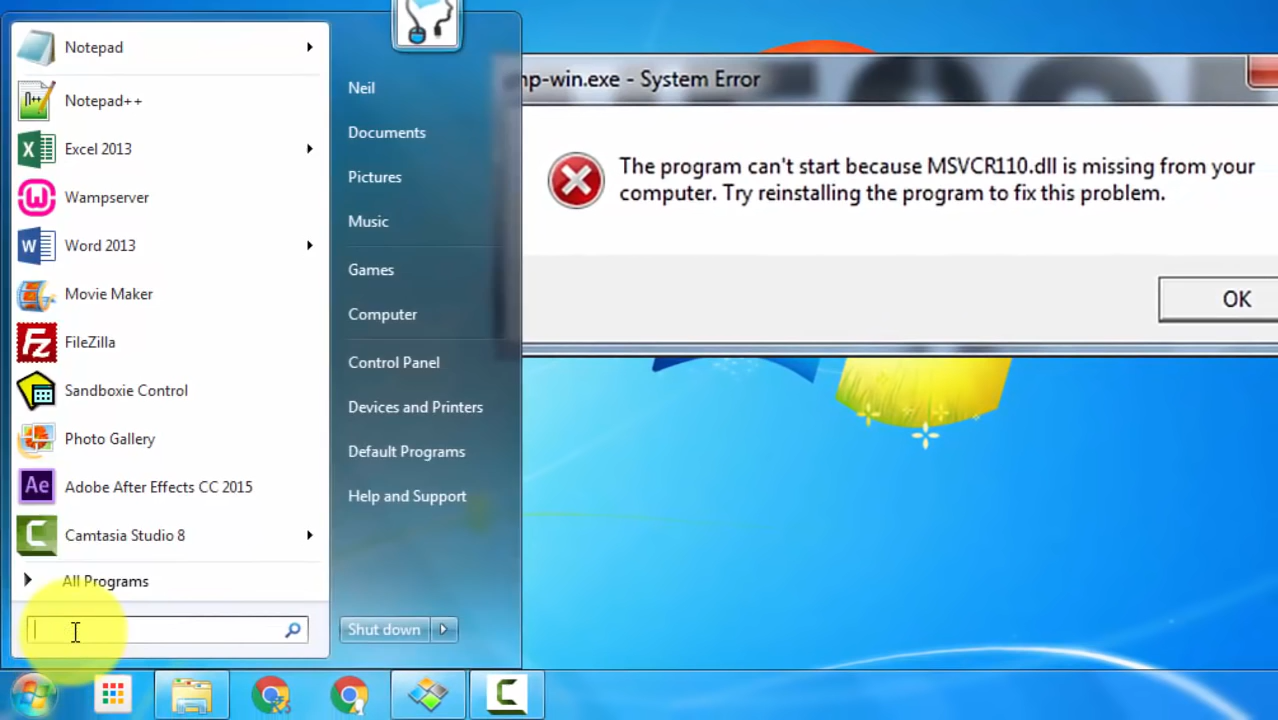 Notepad
Notepad++
Excel 2013
Wampserver
Word 2013
Movie Maker
FileZilla
Sandboxie Control
Photo Gallery
Adobe After Effects CC 2015
Camtasia Studio 8
All Programs
Neil
Documents
Pictures
Music
Games
Computer
Control Panel
Devices and Printers
Default Programs
Help and Support
Shut down
mp-win.exe - System Error
The program can't start because MSVCR110.dll is missing from your
computer. Try reinstalling the program to fix this problem.
OK